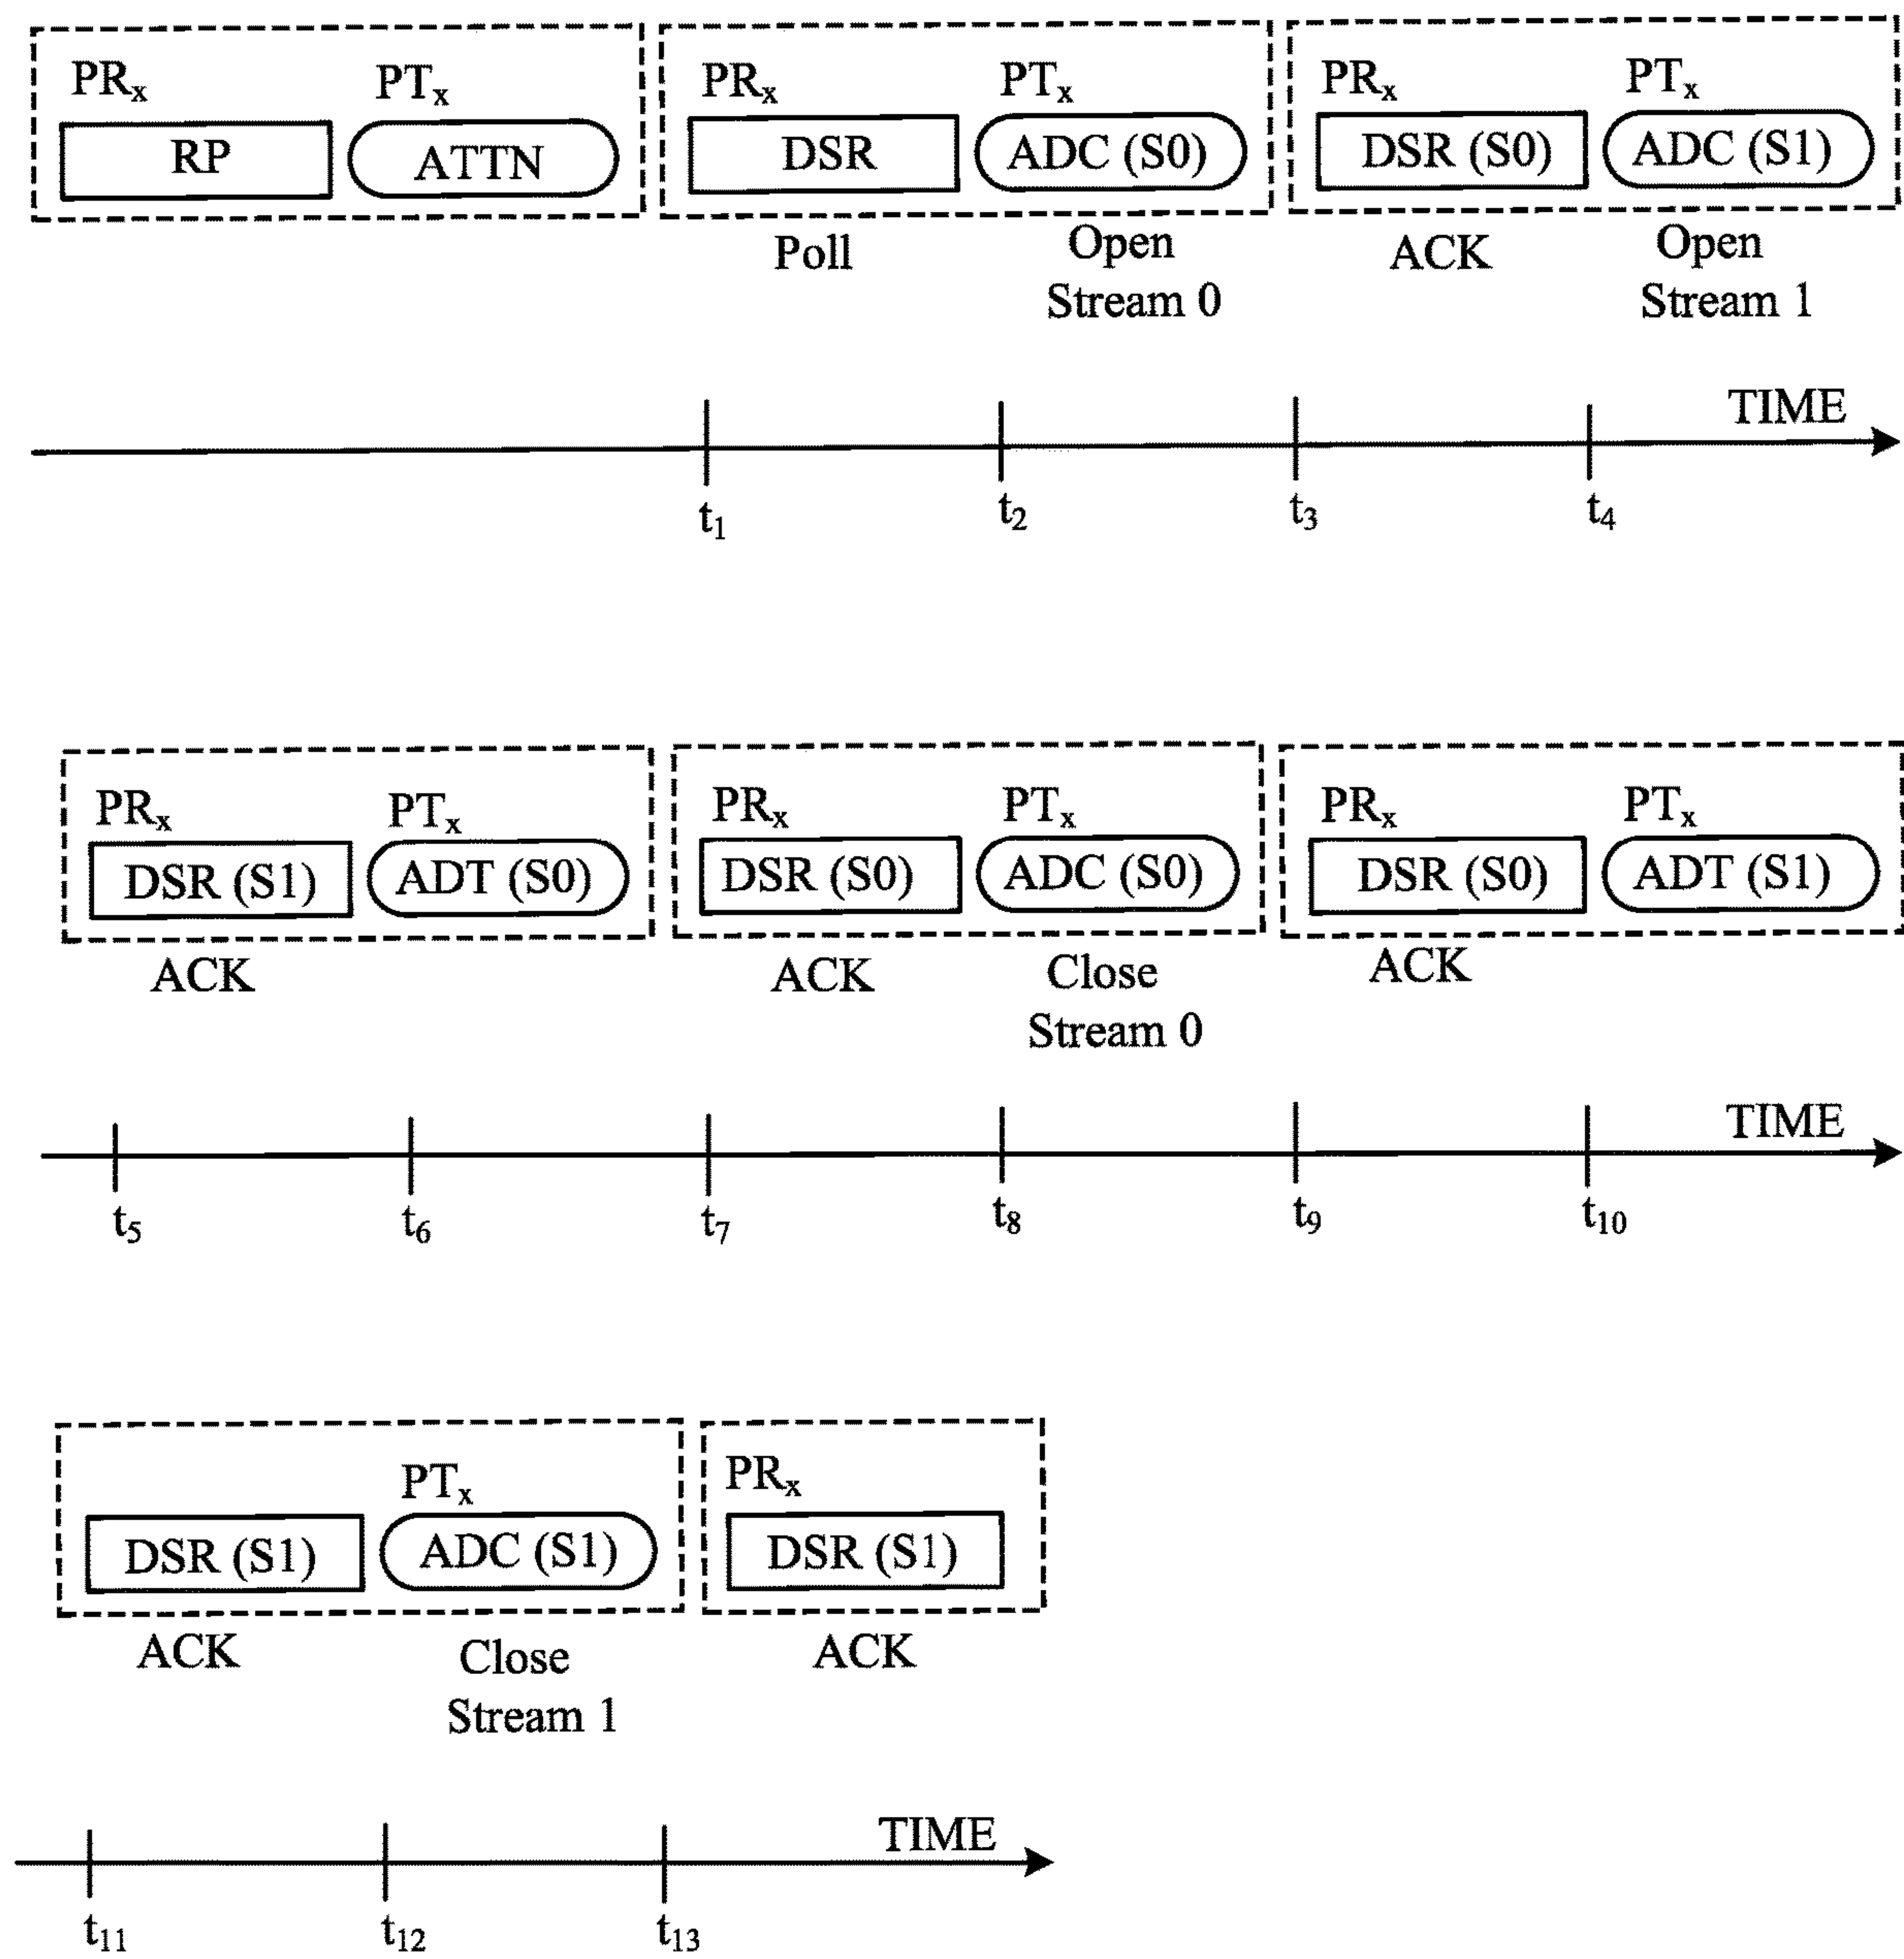 PRx PTx PRx PTx PRx PTx
RP ATTN DSR ADC (S0) DSR (S0) ADC (S1)
Poll Open ACK Open
Stream 0 Stream 1
TIME
t1 t2 t3 t4
PRx PTx PRx PTx PRx PTx
DSR (S1) ADT (S0) DSR (S0) ADC (S0) DSR (S0) ADT (S1)
ACK ACK Close ACK
Stream 0
TIME
t5 t6 t7 t8 t9 t10
PTx PRx
DSR (S1) ADC (S1) DSR (S1)
ACK Close ACK
Stream 1
TIME
t11 t12 t13